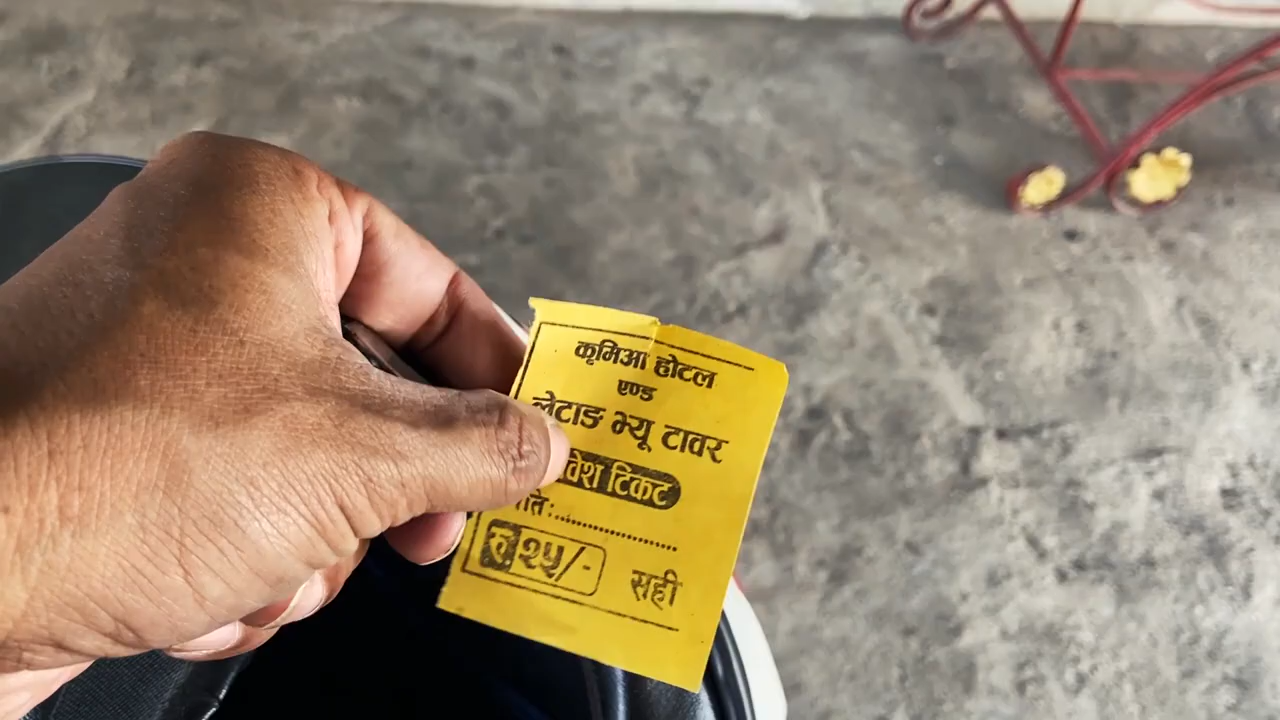 कृमिआ होटल
एण्ड
लेटाङ भ्यू टावर
टिकट
रु २५/-
सही